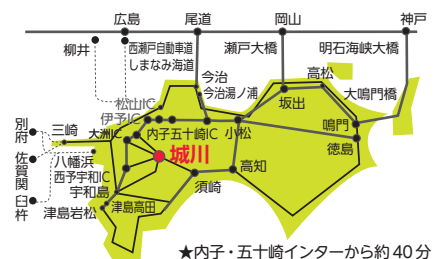 広島
尾道
岡山
神戸
柳井
西瀬戸自動車道
しまなみ海道
瀬戸大橋
明石海峡大橋
今治
今治湯ノ浦
高松
大鳴門橋
松山IC
伊予IC
坂出
別府
三崎
大洲IC
内子五十崎IC
小松
鳴門
徳島
佐賀関
八幡浜
西予宇和IC
城川
高知
宇和島
須崎
臼杵
津島岩松
津島高田
★内子・五十崎インターから約40分